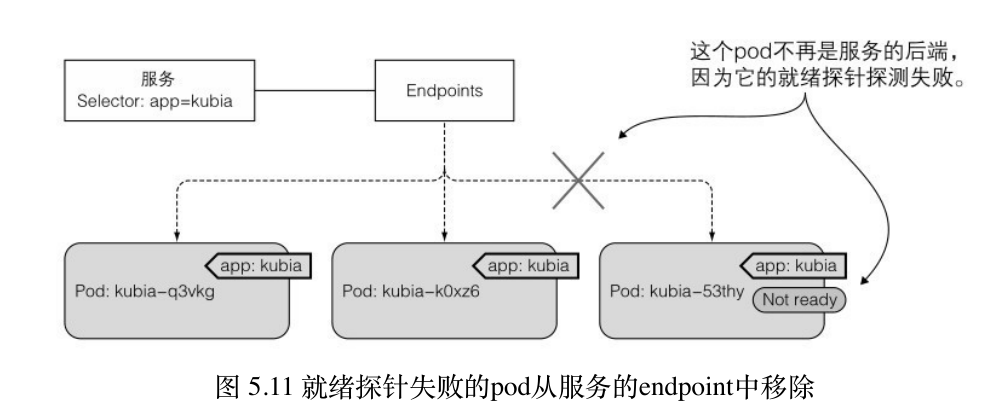 这个pod不再是服务的后端，
因为它的就绪探针探测失败。
服务
Selector: app=kubia
Endpoints
app: kubia
Pod: kubia-q3vkg
app: kubia
Pod: kubia-k0xz6
app: kubia
Pod: kubia-53thy
Not ready
图 5.11 就绪探针失败的pod从服务的endpoint中移除